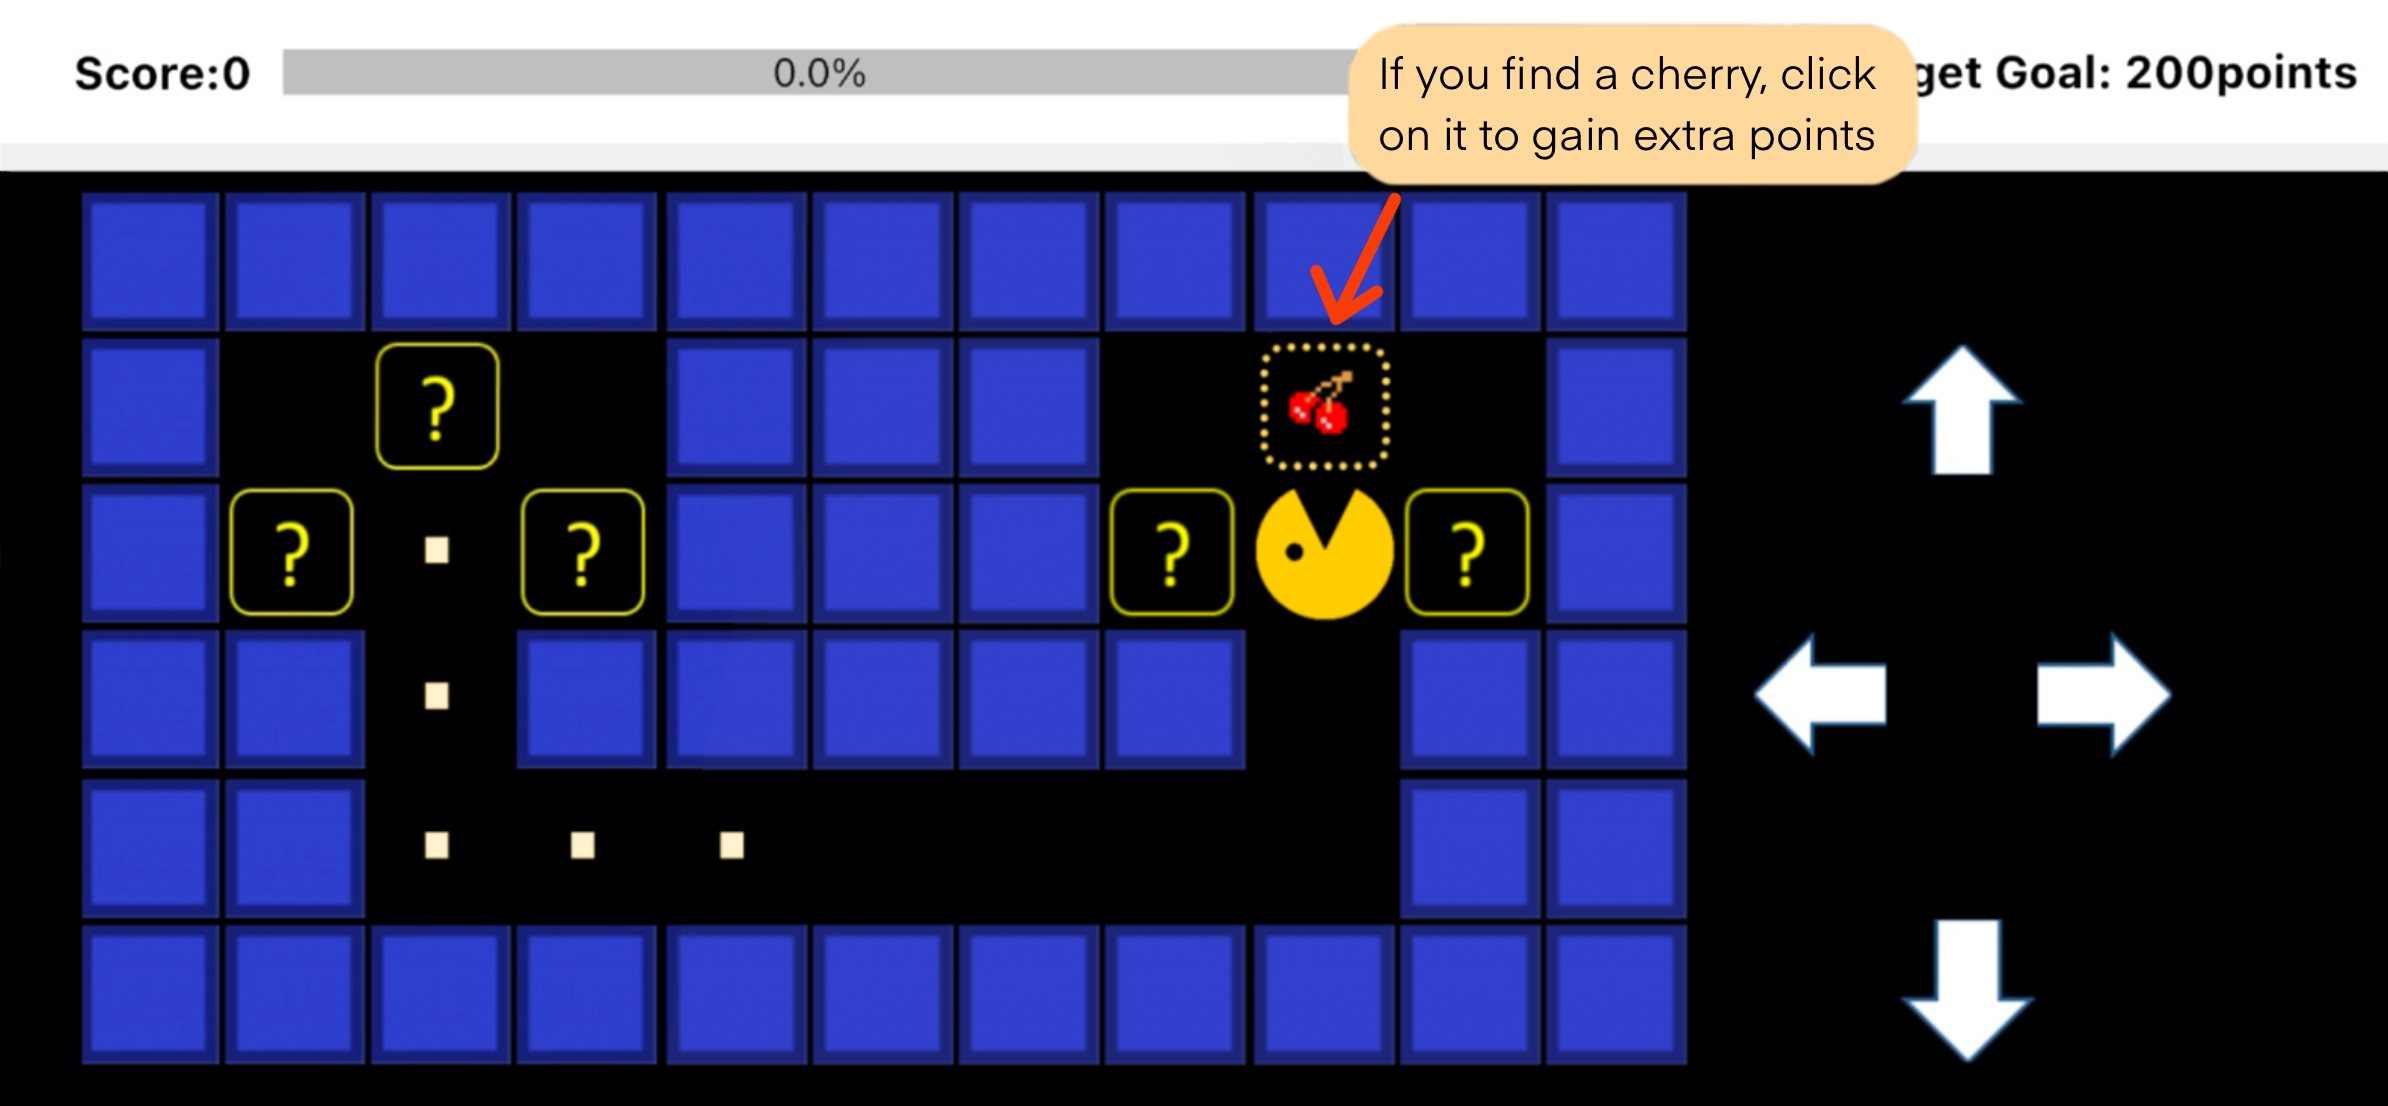 Score:0
0.0%
If you find a cherry, click
on it to gain extra points
get Goal: 200points
?
? ? ? ?